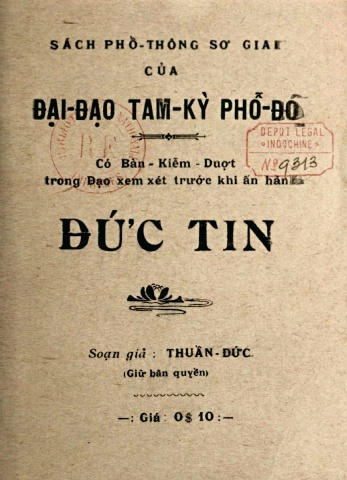 SÁCH PHỒ-THÔNG SƠ GIAI
CỦA
ĐẠI-ĐẠO TAM-KỲ PHỔ-ĐỘ
DEPOT LEGAL
INDOCHINE
Nº 9313
Có Bàn - Kiêm - Duợt
trong Đạo xem xét trước khi ấn hành
ĐỨC TIN
Soạn giả : THUẦN-ĐỨC
(Giữ bản quyền)
—: Giá : 0$ 10 :—